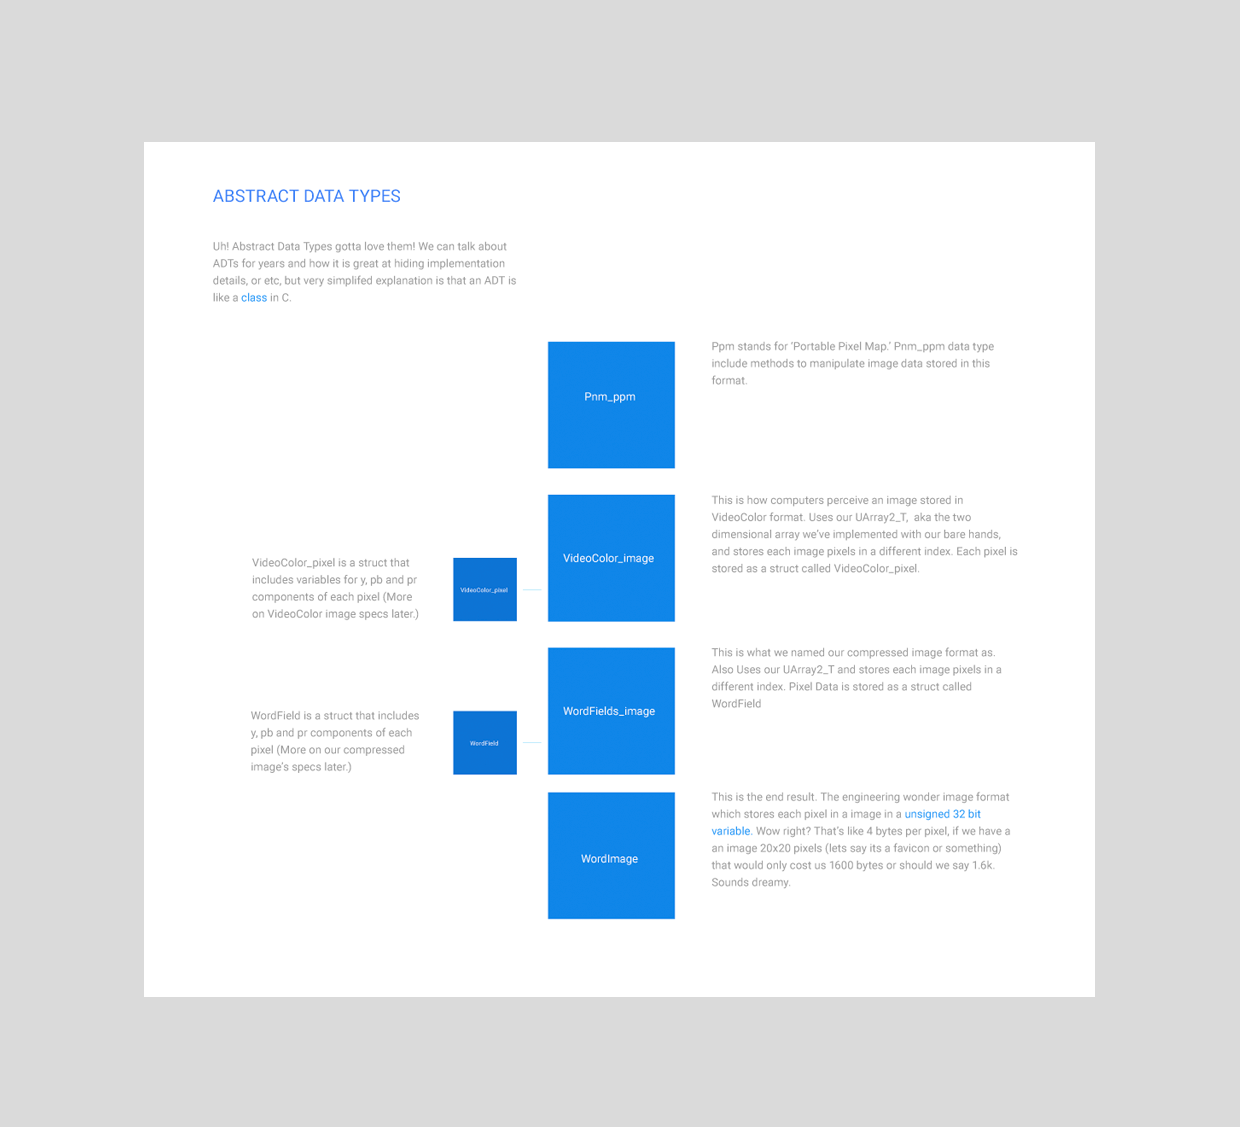 ABSTRACT DATA TYPES
Uh! Abstract Data Types gotta love them! We can talk about
ADTs for years and how it is great at hiding implementation
details, or etc, but very simplifed explanation is that an ADT is
like a class in C.
Pnm_ppm
Ppm stands for ‘Portable Pixel Map.’ Pnm_ppm data type
include methods to manipulate image data stored in this
format.
VideoColor_pixel is a struct that
includes variables for y, pb and pr
components of each pixel (More
on VideoColor image specs later.)
VideoColor_pixel
VideoColor_image
This is how computers perceive an image stored in
VideoColor format. Uses our UArray2_T, aka the two
dimensional array we’ve implemented with our bare hands,
and stores each image pixels in a different index. Each pixel is
stored as a struct called VideoColor_pixel.
WordField is a struct that includes
y, pb and pr components of each
pixel (More on our compressed
image’s specs later.)
WordField
WordFields_image
This is what we named our compressed image format as.
Also Uses our UArray2_T and stores each image pixels in a
different index. Pixel Data is stored as a struct called
WordField
WordImage
This is the end result. The engineering wonder image format
which stores each pixel in a image in a unsigned 32 bit
variable. Wow right? That’s like 4 bytes per pixel, if we have a
an image 20x20 pixels (lets say its a favicon or something)
that would only cost us 1600 bytes or should we say 1.6k.
Sounds dreamy.